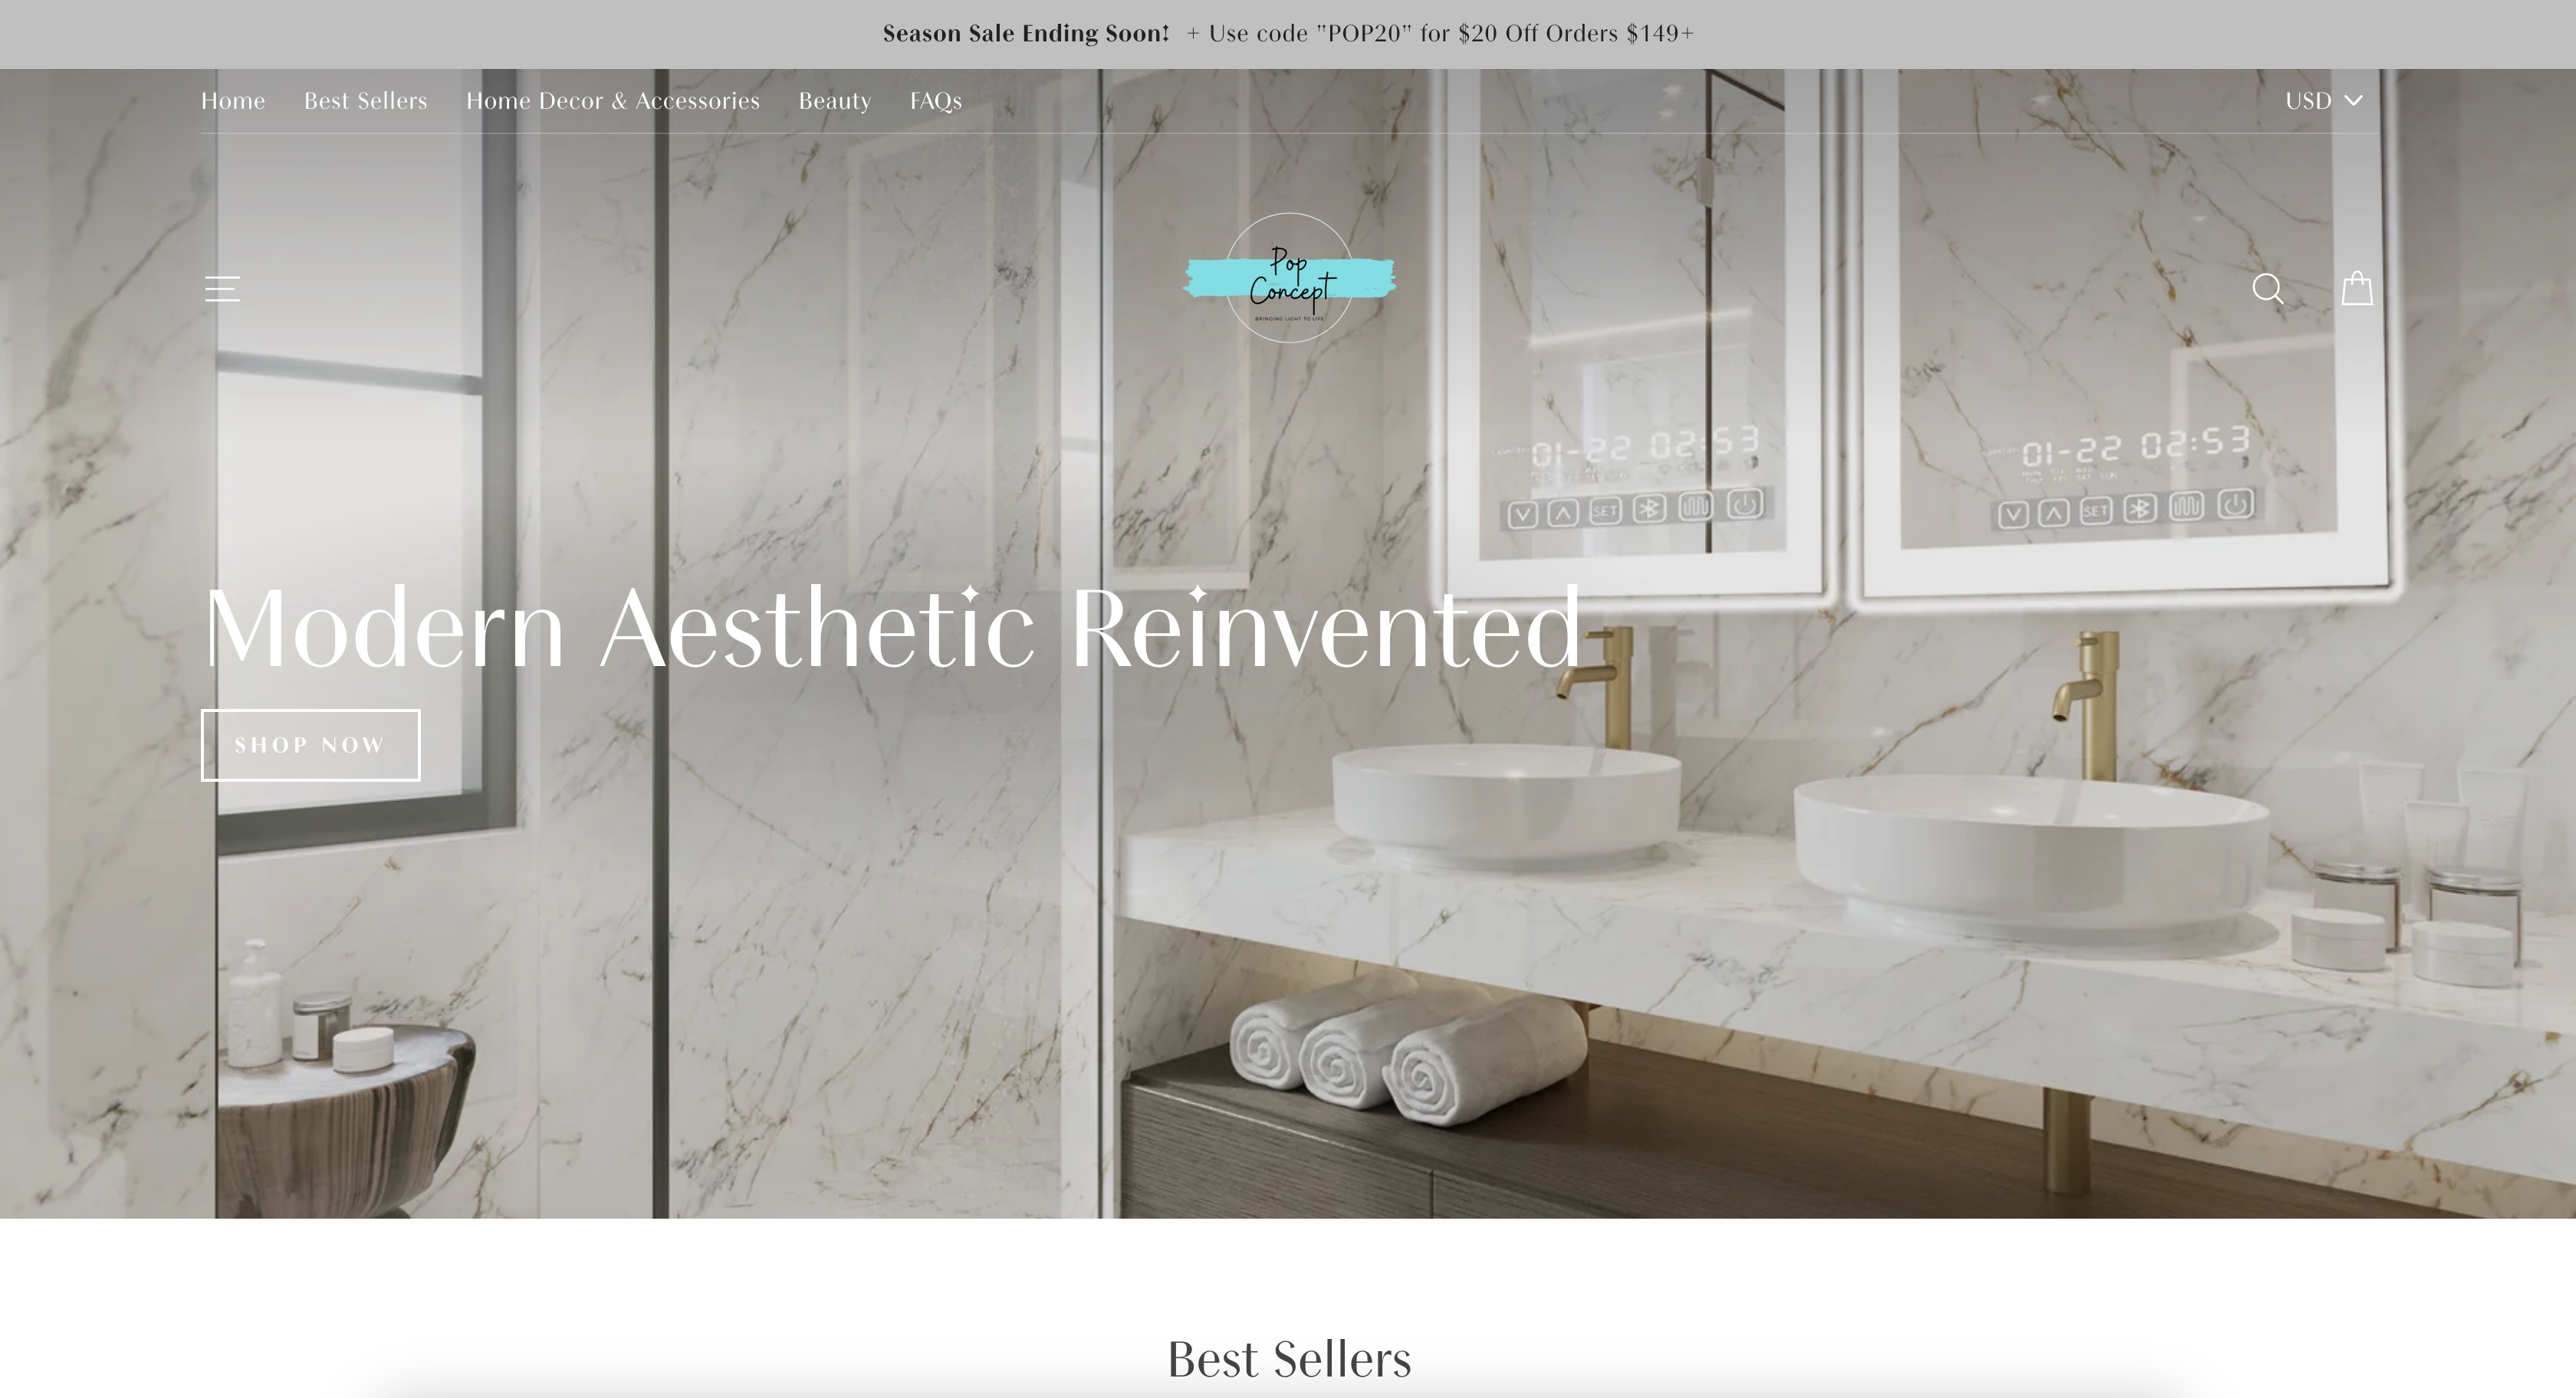 Season Sale Ending Soon! + Use code "POP20" for $20 Off Orders $149+
Home Best Sellers Home Decor & Accessories Beauty FAQs USD
Pop
Concept
BRINGING LIGHT TO LIFE
01-22 02:53
01-22 02:53
SET
SET
Modern Aesthetic Reinvented
SHOP NOW
Best Sellers